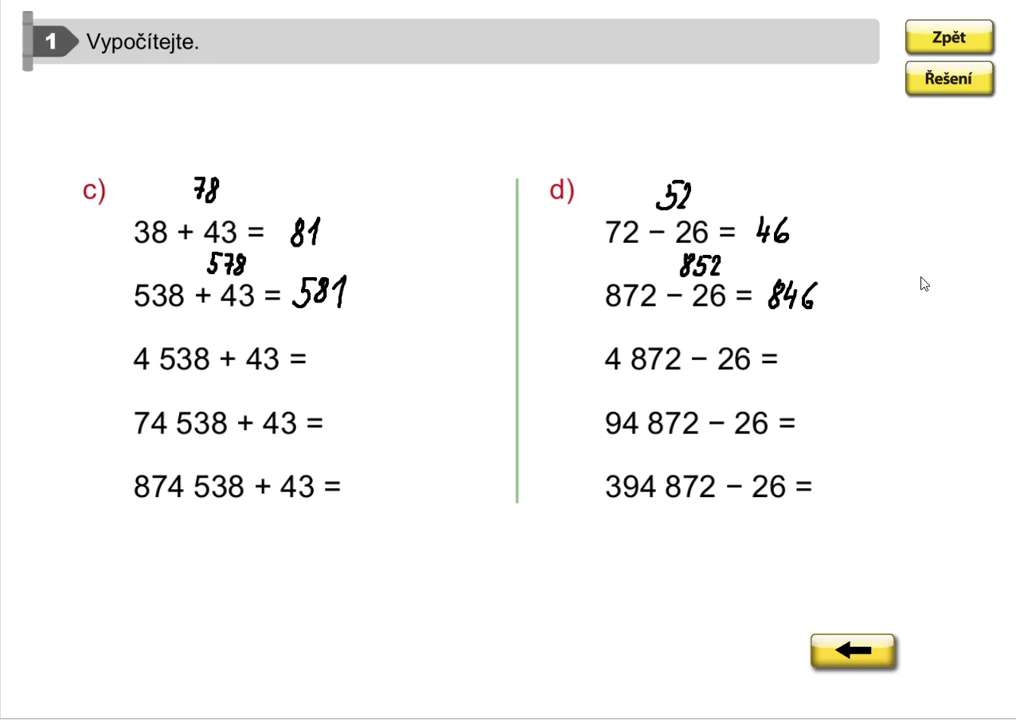 1 Vypočítejte.
Zpět
Řešení
c)
78
38 + 43 = 81
578
538 + 43 = 581
4 538 + 43 =
74 538 + 43 =
874 538 + 43 =
d)
52
72 − 26 = 46
852
872 − 26 = 846
4 872 − 26 =
94 872 − 26 =
394 872 − 26 =